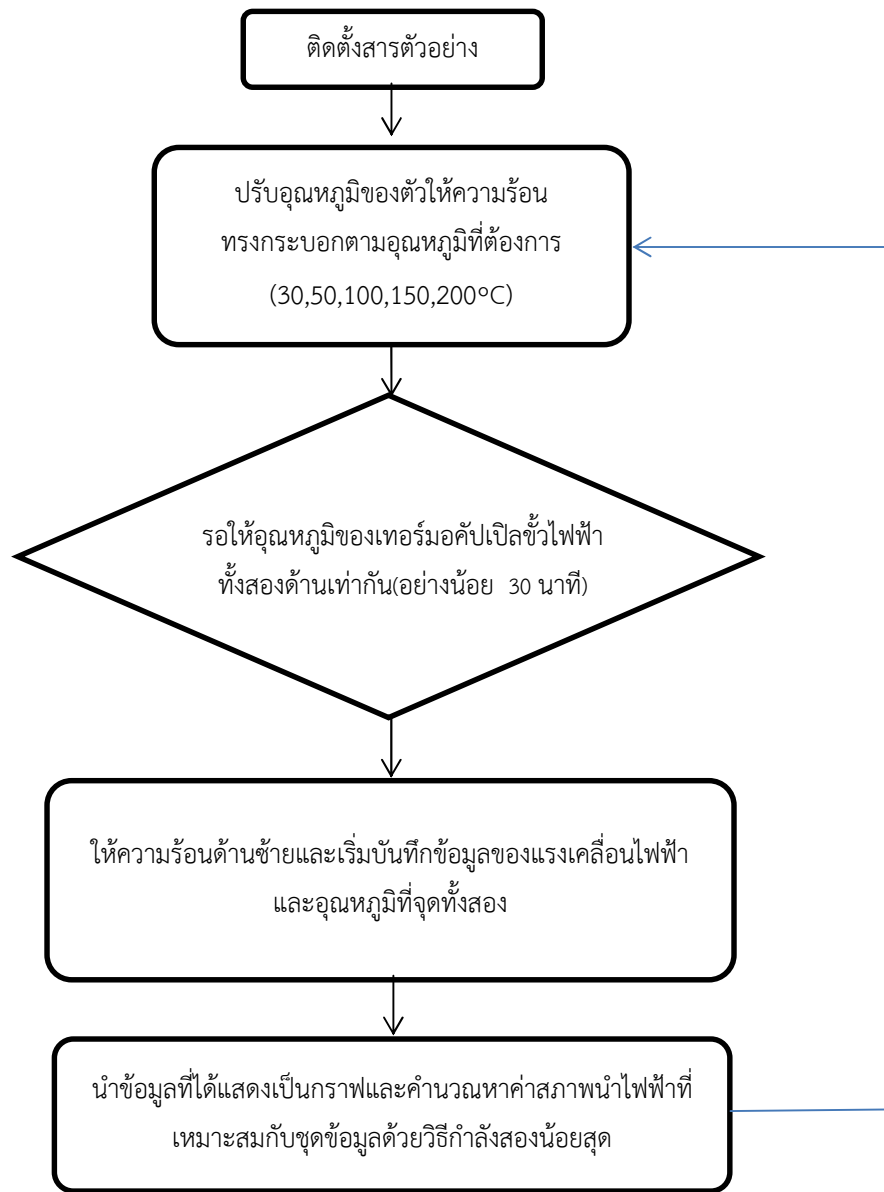 ติดตั้งสารตัวอย่าง
ปรับอุณหภูมิของตัวให้ความร้อน
ทรงกระบอกตามอุณหภูมิที่ต้องการ
(30,50,100,150,200°C)
รอให้อุณหภูมิของเทอร์มอคัปเปิลขั้วไฟฟ้า
ทั้งสองด้านเท่ากัน(อย่างน้อย 30 นาที)
ให้ความร้อนด้านซ้ายและเริ่มบันทึกข้อมูลของแรงเคลื่อนไฟฟ้า
และอุณหภูมิที่จุดทั้งสอง
นำข้อมูลที่ได้แสดงเป็นกราฟและคำนวณหาค่าสภาพนำไฟฟ้าที่
เหมาะสมกับชุดข้อมูลด้วยวิธีกำลังสองน้อยสุด